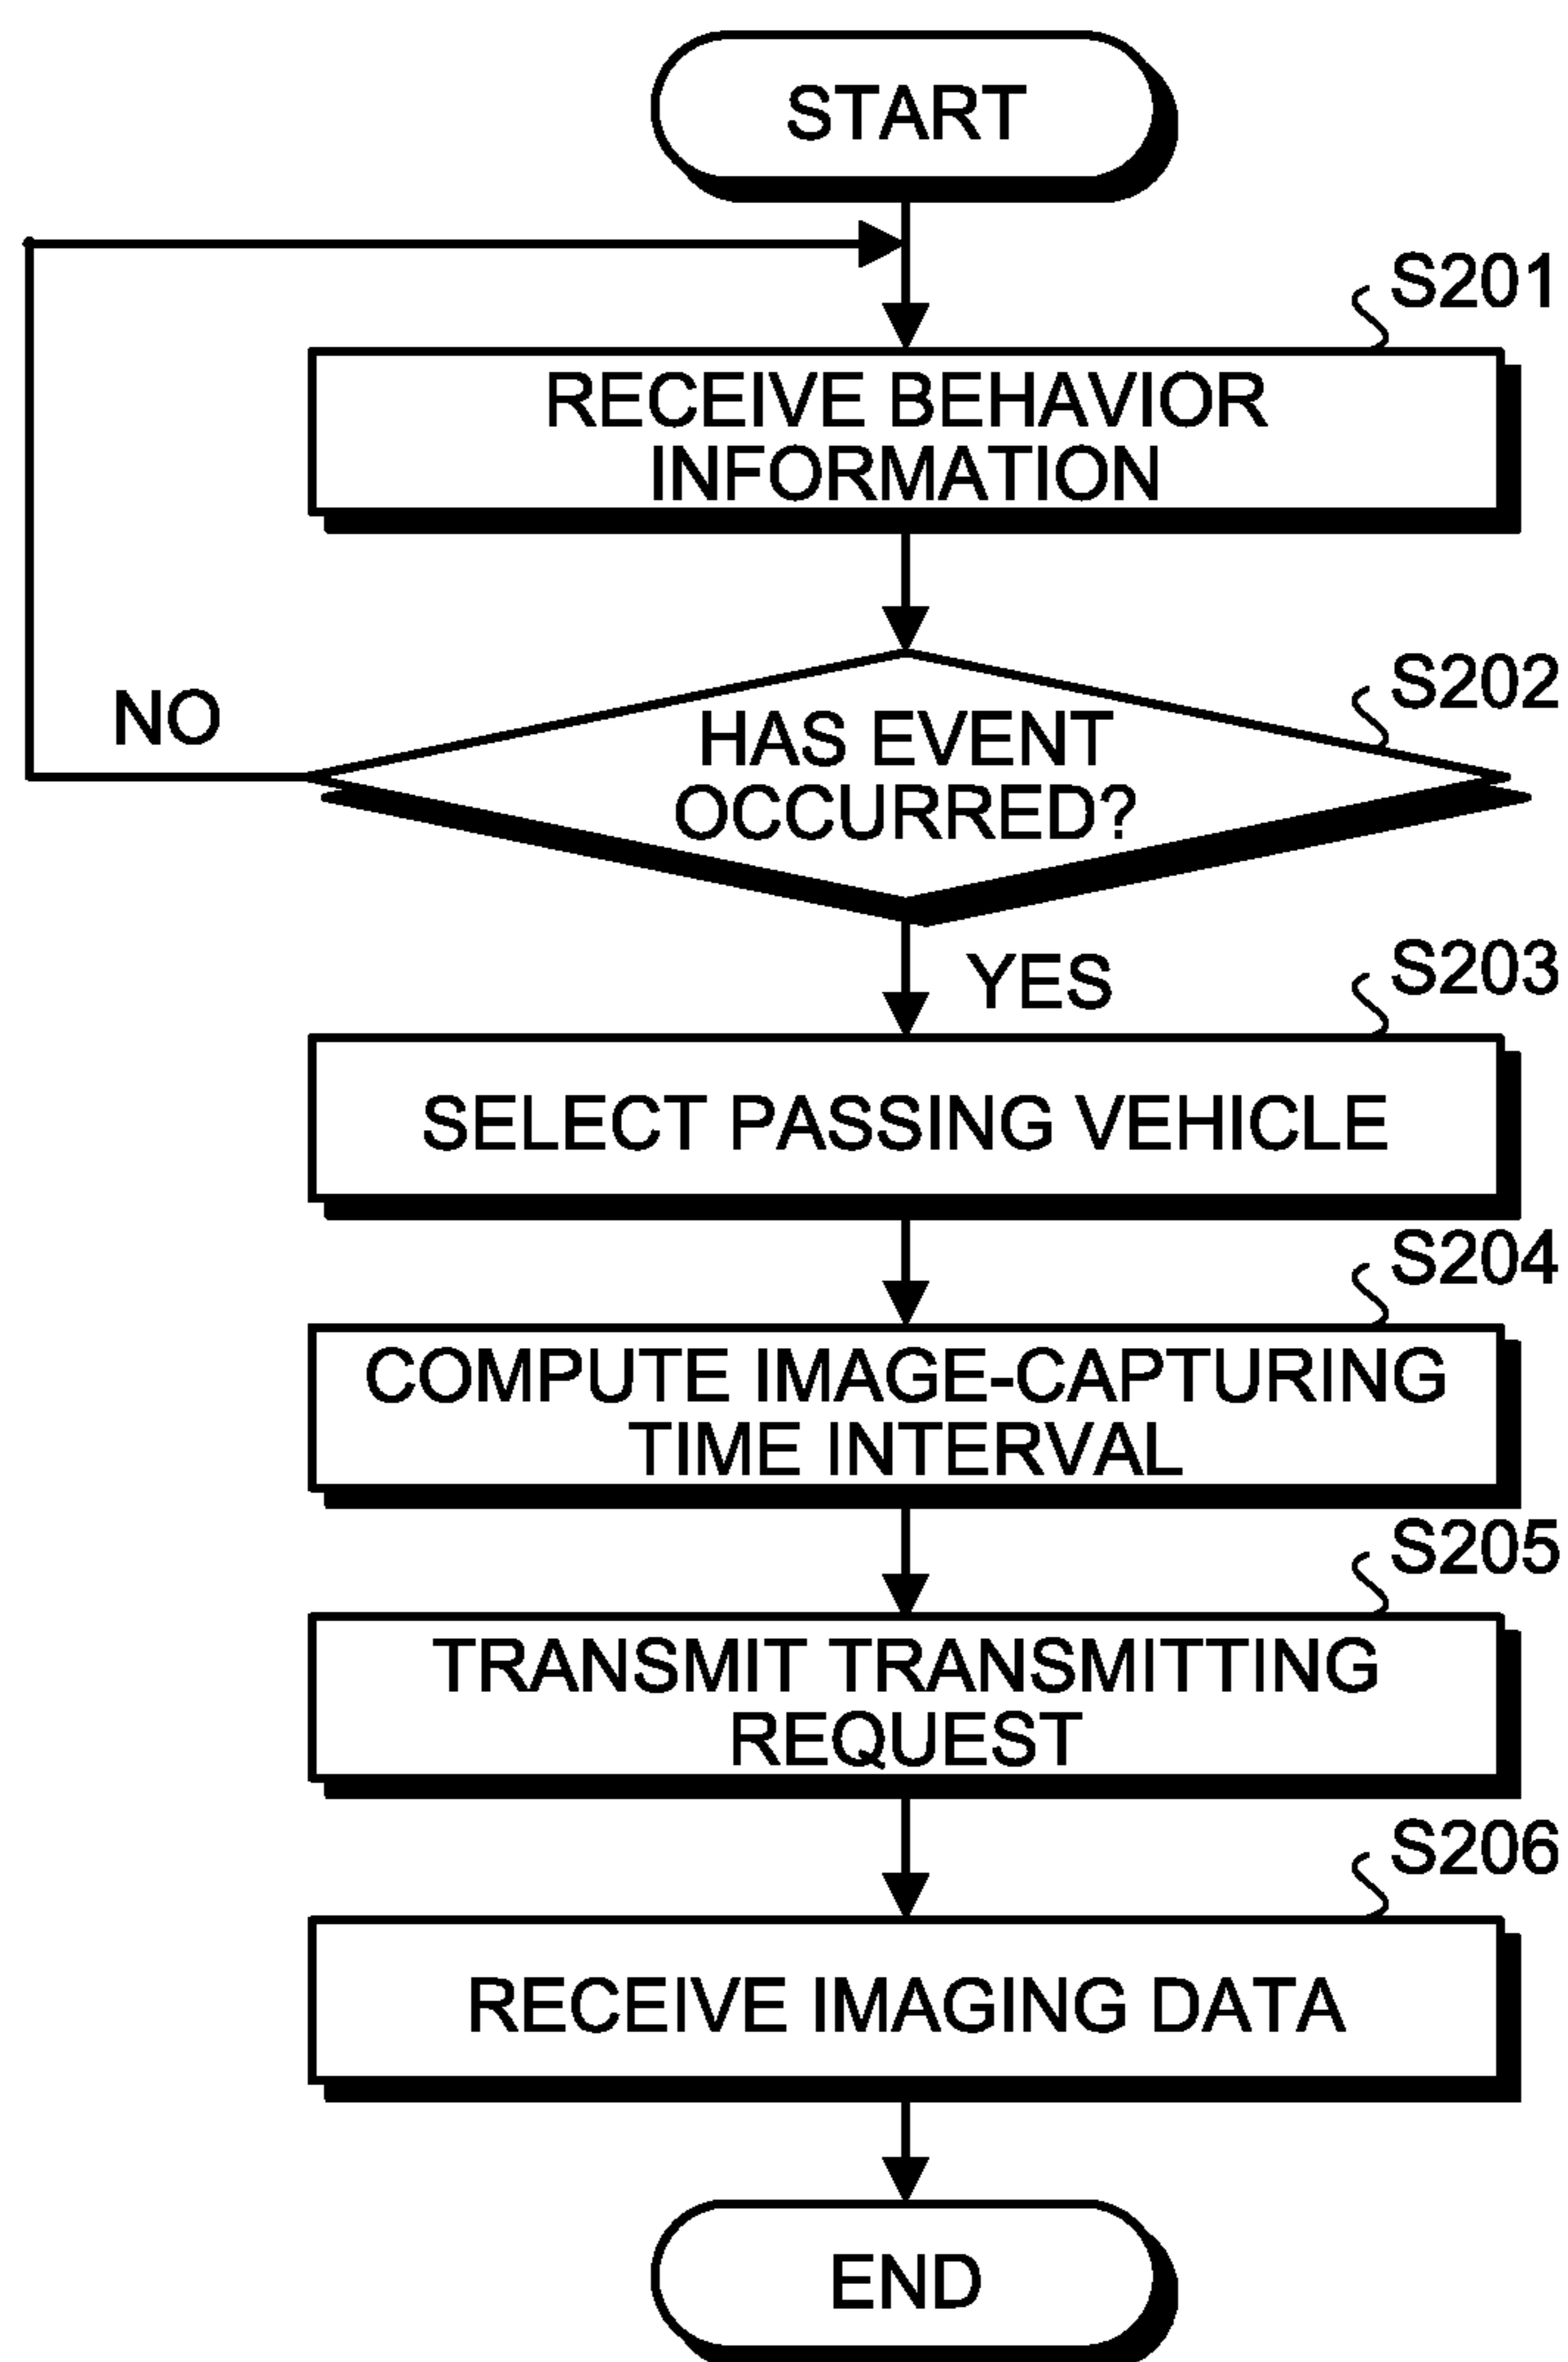 START
S201
RECEIVE BEHAVIOR
INFORMATION
S202
HAS EVENT
OCCURRED?
NO
YES
S203
SELECT PASSING VEHICLE
S204
COMPUTE IMAGE-CAPTURING
TIME INTERVAL
S205
TRANSMIT TRANSMITTING
REQUEST
S206
RECEIVE IMAGING DATA
END